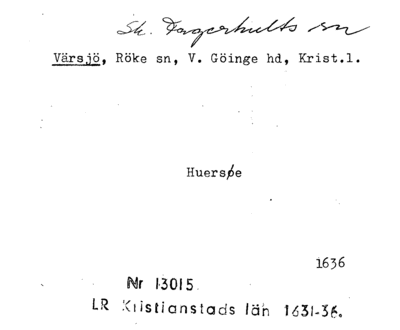 Sk. Fagerhults sn
Värsjö, Röke sn, V. Göinge hd, Krist.l.
Huersøe
1636
Nr 13015
LR Kristianstads län 1631-36.